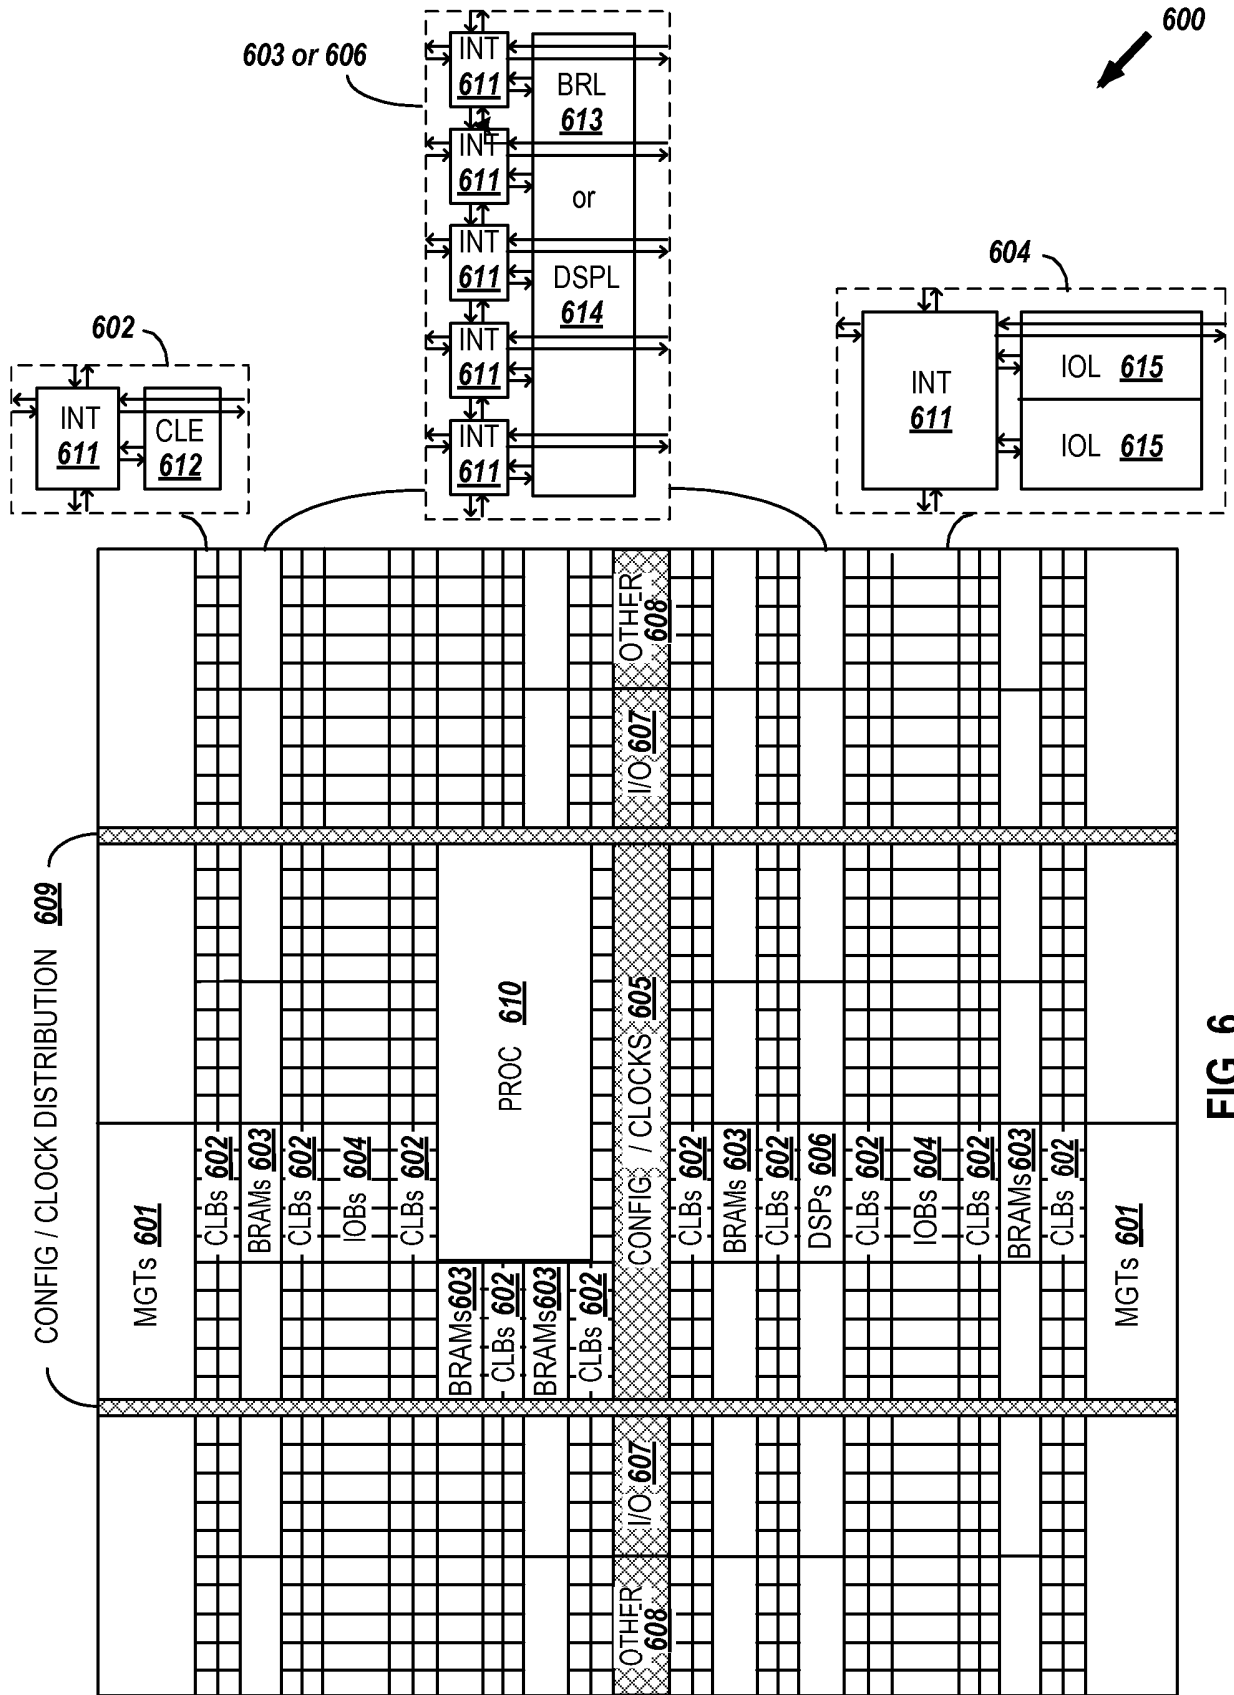 600
603 or 606
INT
611
INT
611
INT
611
INT
611
INT
611
BRL
613
or
DSPL
614
604
INT
611
IOL 615
IOL 615
602
INT
611
CLE
612
CONFIG / CLOCK DISTRIBUTION 609
MGTs 601
CLBs 602
BRAMs 603
CLBs 602
IOBs 604
CLBs 602
BRAMs 603
CLBs 602
BRAMs 603
CLBs 602
PROC 610
OTHER 608
I/O 607
CONFIG / CLOCKS 605
I/O 607
OTHER 608
CLBs 602
BRAMs 603
CLBs 602
DSPs 606
CLBs 602
IOBs 604
CLBs 602
BRAMs 603
CLBs 602
MGTs 601
FIG. 6